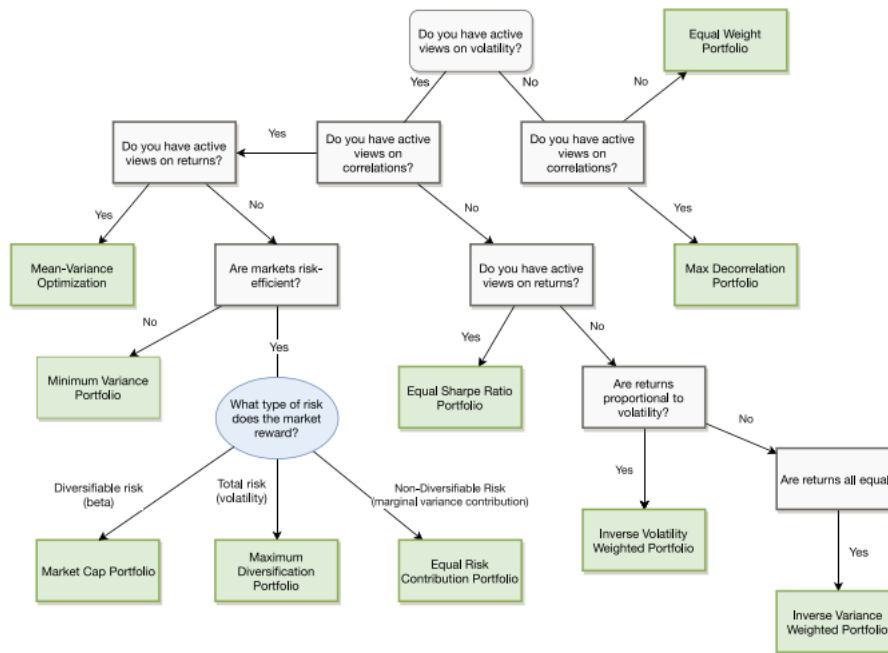 Do you have active
views on volatility?
Equal Weight
Portfolio
Yes
No
No
Do you have active
views on returns?
Yes
Do you have active
views on
correlations?
Do you have active
views on
correlations?
Yes
No
No
Yes
Mean-Variance
Optimization
Are markets risk-
efficient?
Do you have active
views on returns?
Max Decorrelation
Portfolio
No
Yes
Yes
No
Minimum Variance
Portfolio
What type of risk
does the market
reward?
Equal Sharpe Ratio
Portfolio
Are returns
proportional to
volatility?
No
Diversifiable risk
(beta)
Total risk
(volatility)
Non-Diversifiable Risk
(marginal variance contribution)
Yes
Are returns all equal
Market Cap Portfolio
Maximum
Diversification
Portfolio
Equal Risk
Contribution Portfolio
Inverse Volatility
Weighted Portfolio
Yes
Inverse Variance
Weighted Portfolio